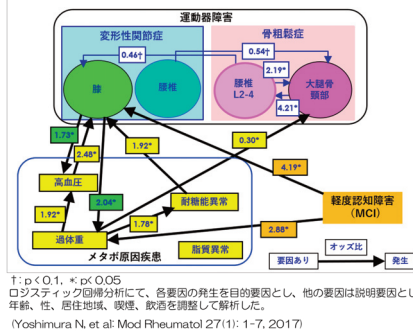 運動器障害
変形性関節症
骨粗鬆症
0.46†
0.54†
膝
腰椎
腰椎
L2-4
2.19*
4.21*
大腿骨
頸部
1.73*
2.48*
1.92*
0.30*
高血圧
4.19*
2.04*
耐糖能異常
軽度認知障害
(MCI)
1.92*
1.78*
過体重
2.88*
脂質異常
メタボ原因疾患
オッズ比
要因あり
発生
†: p<0.1, *: p<0.05
ロジスティック回帰分析にて、各要因の発生を目的要因とし、他の要因は説明要因とし
年齢、性、居住地域、喫煙、飲酒を調整して解析した。
(Yoshimura N, et al: Mod Rheumatol 27(1): 1-7, 2017)